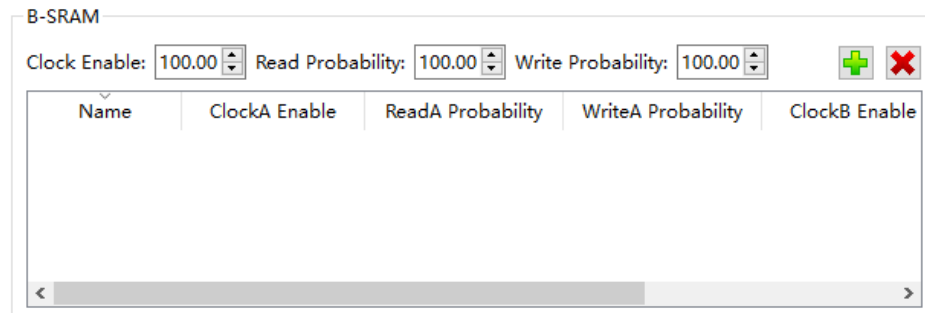 B-SRAM
Clock Enable: 100.00 Read Probability: 100.00 Write Probability: 100.00
Name ClockA Enable ReadA Probability WriteA Probability ClockB Enable